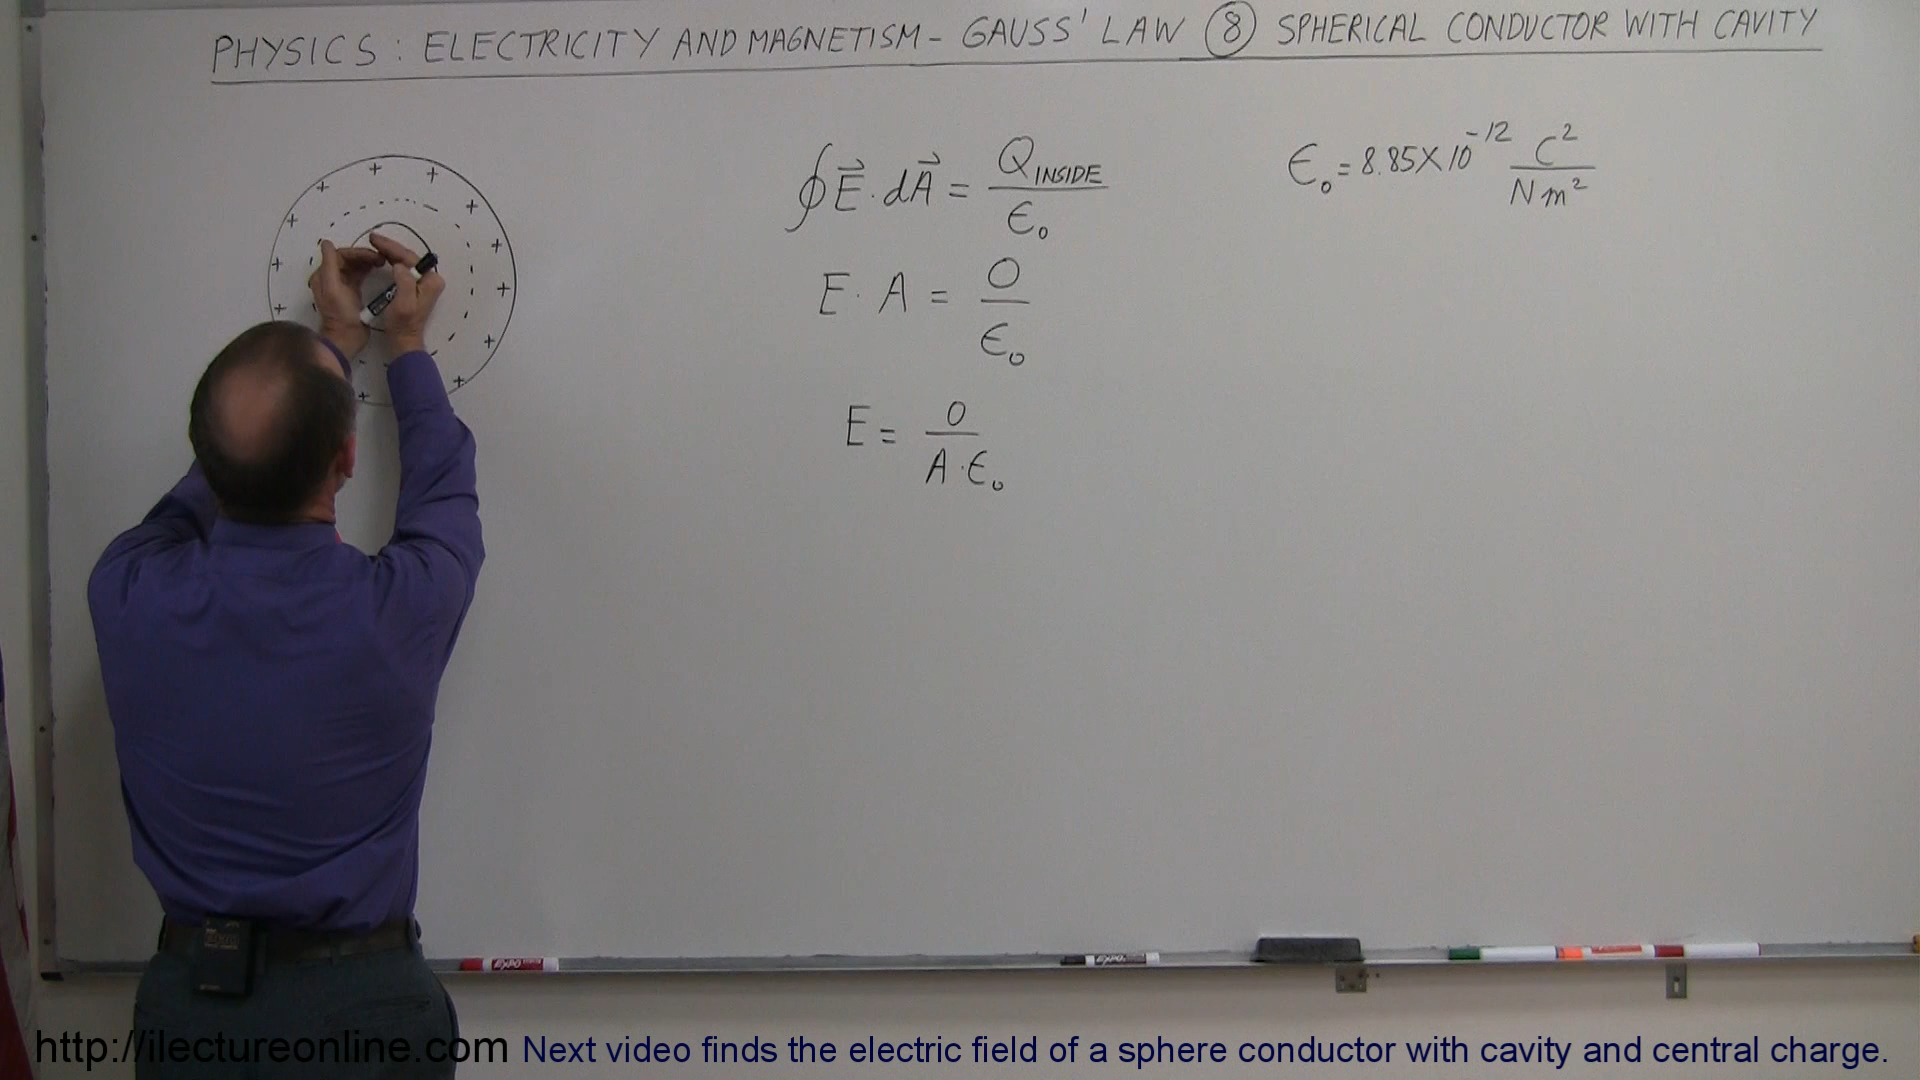 PHYSICS: ELECTRICITY AND MAGNETISM - GAUSS' LAW ⑧ SPHERICAL CONDUCTOR WITH CAVITY
∮E⃗·dA⃗ = Q_INSIDE / ϵ₀
ϵ₀ = 8.85 X 10⁻¹² C² / N m²
E · A = 0 / ϵ₀
E = 0 / A · ϵ₀
http://ilectureonline.com Next video finds the electric field of a sphere conductor with cavity and central charge.